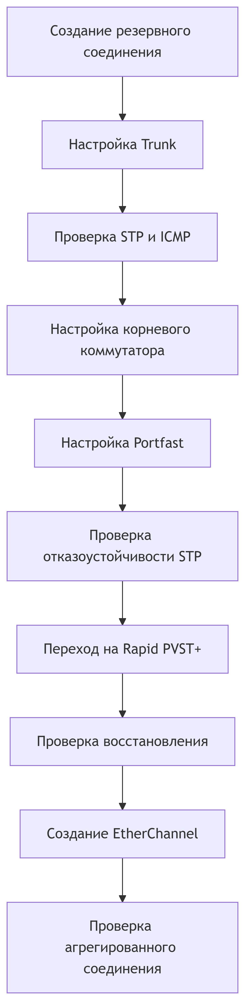 Создание резервного
соединения
Настройка Trunk
Проверка STP и ICMP
Настройка корневого
коммутатора
Настройка Portfast
Проверка
отказоустойчивости STP
Переход на Rapid PVST+
Проверка восстановления
Создание EtherChannel
Проверка
агрегированного
соединения